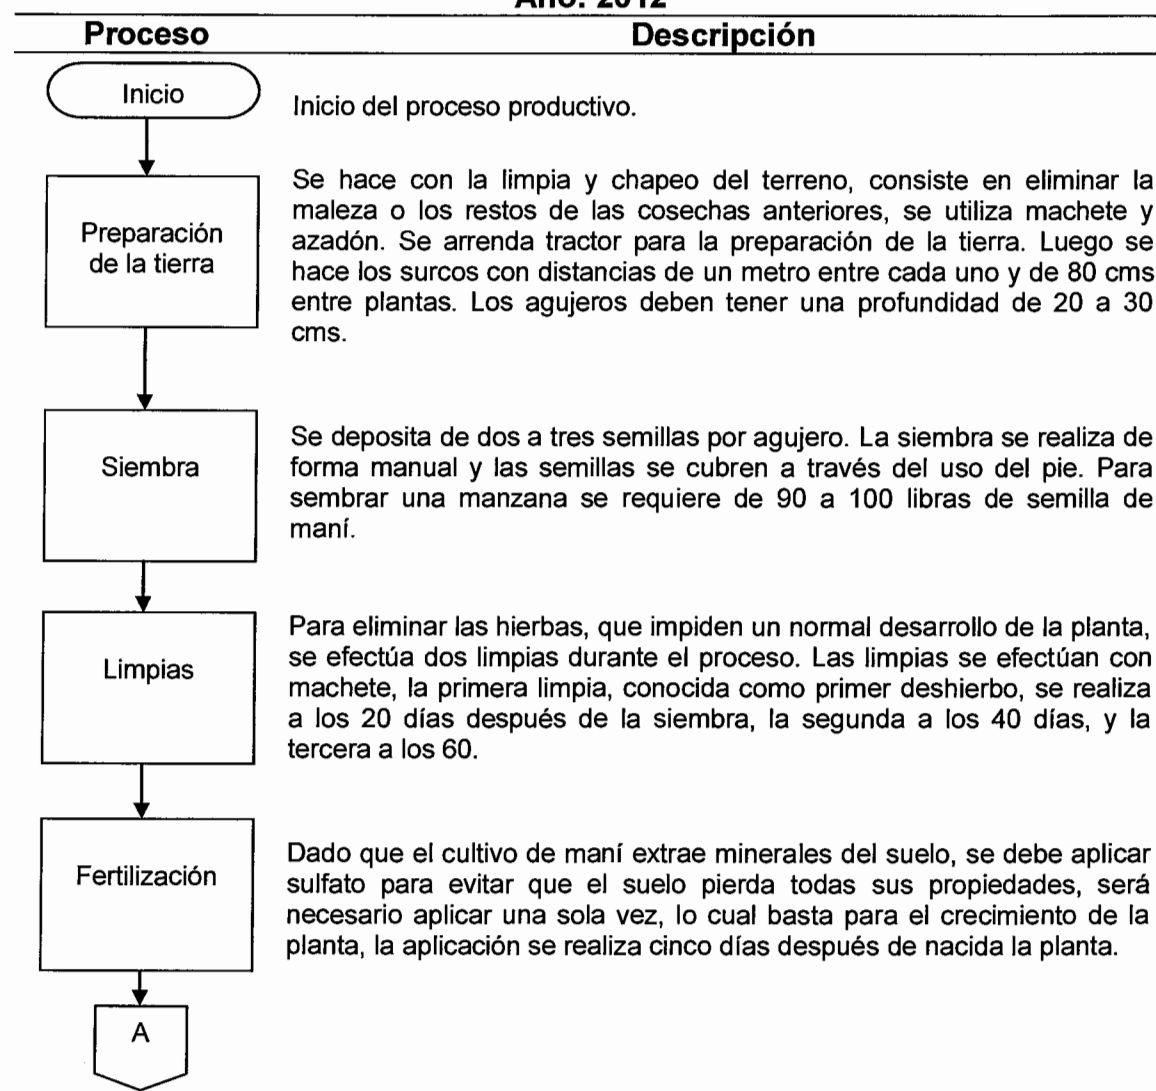 Año: 2012
Proceso Descripción
Inicio
Inicio del proceso productivo.
Preparación
de la tierra
Se hace con la limpia y chapeo del terreno, consiste en eliminar la
maleza o los restos de las cosechas anteriores, se utiliza machete y
azadón. Se arrenda tractor para la preparación de la tierra. Luego se
hace los surcos con distancias de un metro entre cada uno y de 80 cms
entre plantas. Los agujeros deben tener una profundidad de 20 a 30
cms.
Siembra
Se deposita de dos a tres semillas por agujero. La siembra se realiza de
forma manual y las semillas se cubren a través del uso del pie. Para
sembrar una manzana se requiere de 90 a 100 libras de semilla de
maní.
Limpias
Para eliminar las hierbas, que impiden un normal desarrollo de la planta,
se efectúa dos limpias durante el proceso. Las limpias se efectúan con
machete, la primera limpia, conocida como primer deshierbo, se realiza
a los 20 días después de la siembra, la segunda a los 40 días, y la
tercera a los 60.
Fertilización
Dado que el cultivo de maní extrae minerales del suelo, se debe aplicar
sulfato para evitar que el suelo pierda todas sus propiedades, será
necesario aplicar una sola vez, lo cual basta para el crecimiento de la
planta, la aplicación se realiza cinco días después de nacida la planta.
A